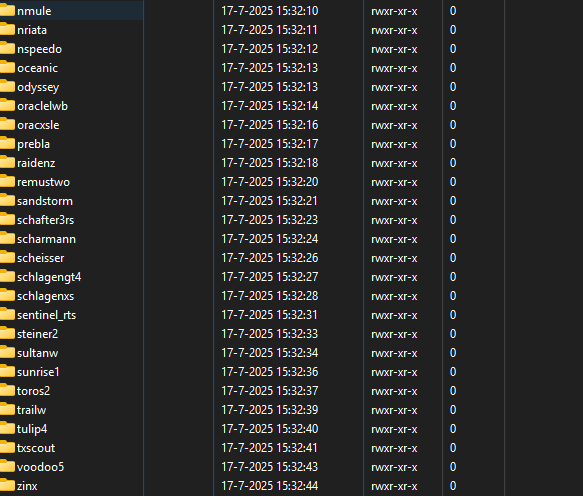 nmule 17-7-2025 15:32:10 rwxr-xr-x 0
nriata 17-7-2025 15:32:11 rwxr-xr-x 0
nspeedo 17-7-2025 15:32:12 rwxr-xr-x 0
oceanic 17-7-2025 15:32:13 rwxr-xr-x 0
odyssey 17-7-2025 15:32:13 rwxr-xr-x 0
oraclelwb 17-7-2025 15:32:14 rwxr-xr-x 0
oracxsle 17-7-2025 15:32:16 rwxr-xr-x 0
prebla 17-7-2025 15:32:17 rwxr-xr-x 0
raidenz 17-7-2025 15:32:18 rwxr-xr-x 0
remustwo 17-7-2025 15:32:20 rwxr-xr-x 0
sandstorm 17-7-2025 15:32:21 rwxr-xr-x 0
schafter3rs 17-7-2025 15:32:23 rwxr-xr-x 0
scharmann 17-7-2025 15:32:24 rwxr-xr-x 0
scheisser 17-7-2025 15:32:26 rwxr-xr-x 0
schlagengt4 17-7-2025 15:32:27 rwxr-xr-x 0
schlagenxs 17-7-2025 15:32:28 rwxr-xr-x 0
sentinel_rts 17-7-2025 15:32:31 rwxr-xr-x 0
steiner2 17-7-2025 15:32:33 rwxr-xr-x 0
sultanw 17-7-2025 15:32:34 rwxr-xr-x 0
sunrise1 17-7-2025 15:32:36 rwxr-xr-x 0
toros2 17-7-2025 15:32:37 rwxr-xr-x 0
trailw 17-7-2025 15:32:39 rwxr-xr-x 0
tulip4 17-7-2025 15:32:40 rwxr-xr-x 0
txscout 17-7-2025 15:32:41 rwxr-xr-x 0
voodoo5 17-7-2025 15:32:43 rwxr-xr-x 0
zinx 17-7-2025 15:32:44 rwxr-xr-x 0